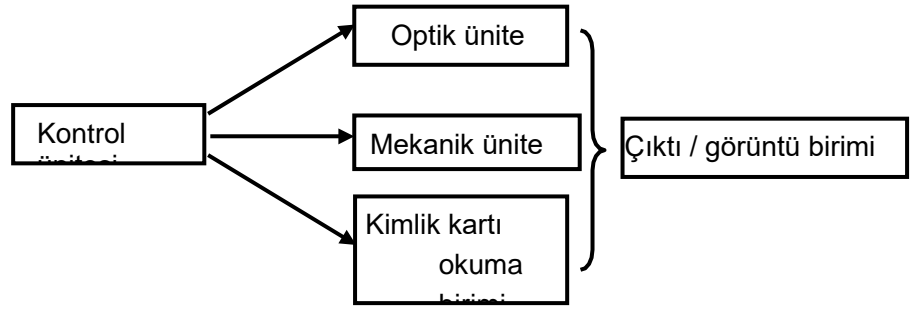 Optik ünite
Kontrol
Mekanik ünite
Çıktı / görüntü birimi
Kimlik kartı
okuma